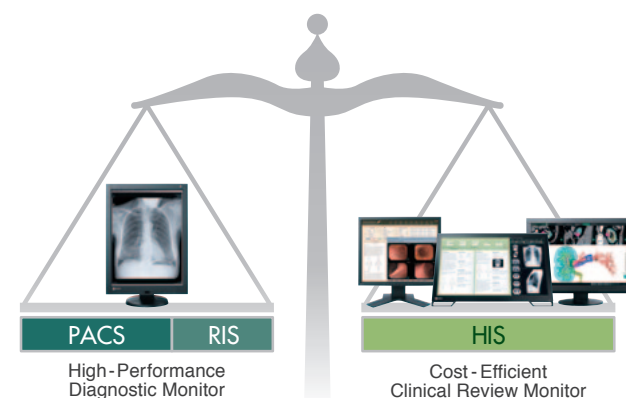 PACS
RIS
High-Performance
Diagnostic Monitor
HIS
Cost-Efficient
Clinical Review Monitor